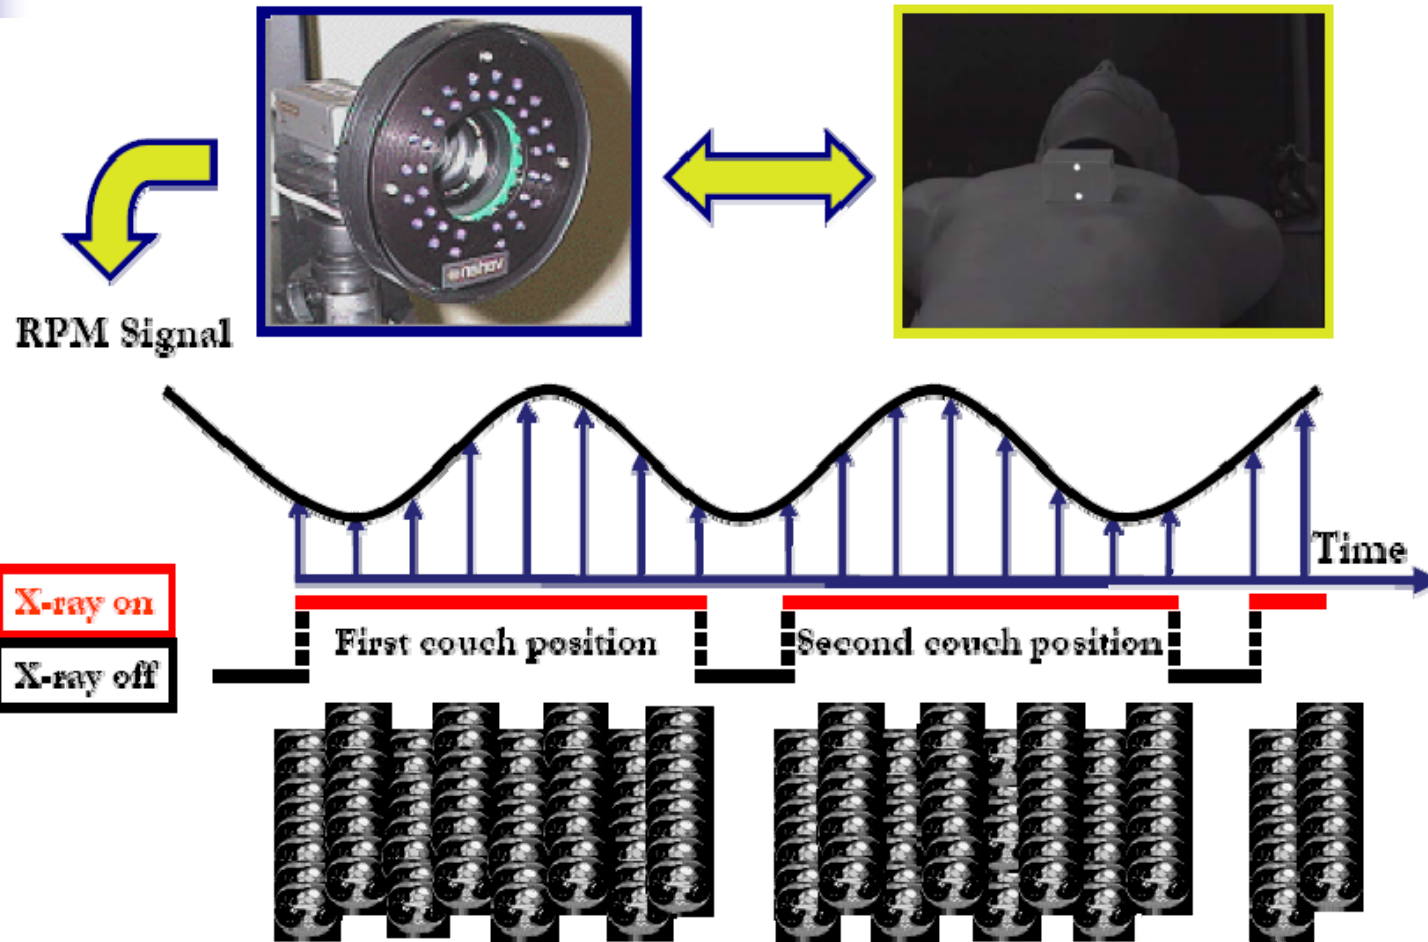 RPM Signal
Time
X-ray on
First couch position
Second couch position
X-ray off